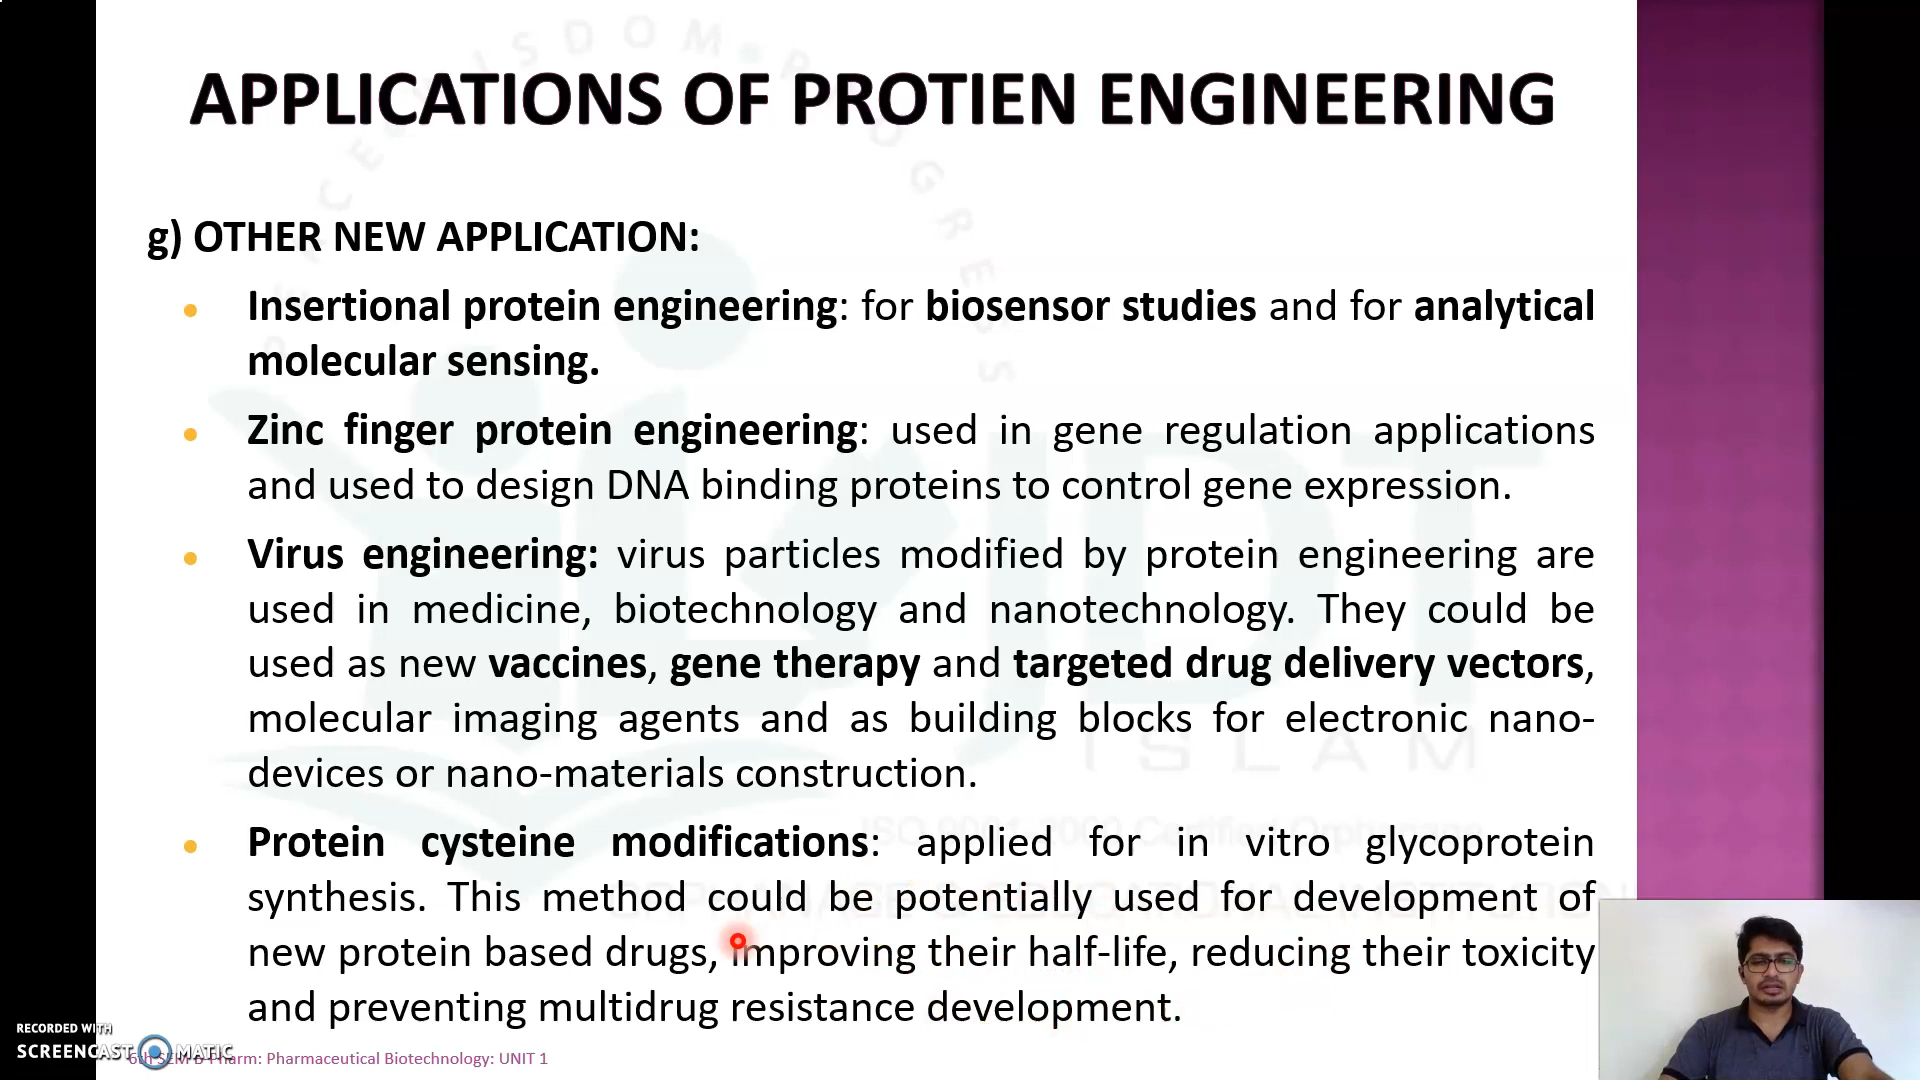 APPLICATIONS OF PROTIEN ENGINEERING
g) OTHER NEW APPLICATION:
Insertional protein engineering: for biosensor studies and for analytical
molecular sensing.
Zinc finger protein engineering: used in gene regulation applications
and used to design DNA binding proteins to control gene expression.
Virus engineering: virus particles modified by protein engineering are
used in medicine, biotechnology and nanotechnology. They could be
used as new vaccines, gene therapy and targeted drug delivery vectors,
molecular imaging agents and as building blocks for electronic nano-
devices or nano-materials construction.
Protein cysteine modifications: applied for in vitro glycoprotein
synthesis. This method could be potentially used for development of
new protein based drugs, improving their half-life, reducing their toxicity
and preventing multidrug resistance development.
RECORDED WITH
SCREENCAST MATIC
6th SEM B Pharm: Pharmaceutical Biotechnology: UNIT 1
JDT
ISLAM